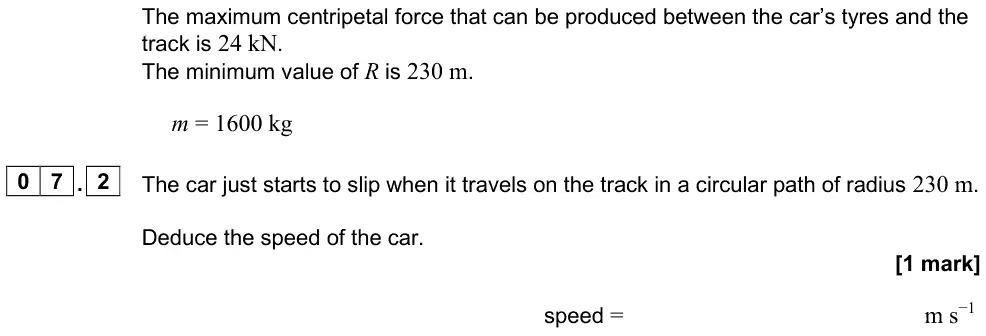 The maximum centripetal force that can be produced between the car's tyres and the
track is 24 kN.
The minimum value of R is 230 m.
m = 1600 kg
0 7 . 2 The car just starts to slip when it travels on the track in a circular path of radius 230 m.
Deduce the speed of the car.
[1 mark]
speed = m s⁻¹